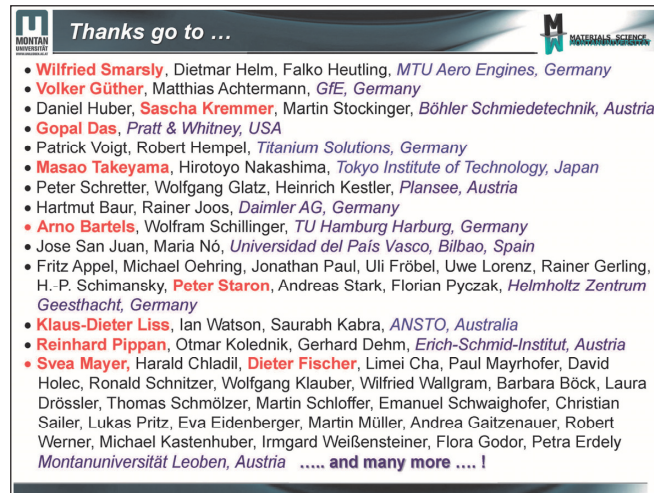 MONTAN
UNIVERSITÄT
Thanks go to …
MATERIALS SCIENCE
MONTANUNIVERSITÄT
• Wilfried Smarsly, Dietmar Helm, Falko Heutling, MTU Aero Engines, Germany
• Volker Güther, Matthias Achtermann, GfE, Germany
• Daniel Huber, Sascha Kremmer, Martin Stockinger, Böhler Schmiedetechnik, Austria
• Gopal Das, Pratt & Whitney, USA
• Patrick Voigt, Robert Hempel, Titanium Solutions, Germany
• Masao Takeyama, Hirotoyo Nakashima, Tokyo Institute of Technology, Japan
• Peter Schretter, Wolfgang Glatz, Heinrich Kestler, Plansee, Austria
• Hartmut Baur, Rainer Joos, Daimler AG, Germany
• Arno Bartels, Wolfram Schillinger, TU Hamburg Harburg, Germany
• Jose San Juan, Maria Nó, Universidad del País Vasco, Bilbao, Spain
• Fritz Appel, Michael Oehring, Jonathan Paul, Uli Fröbel, Uwe Lorenz, Rainer Gerling,
H.-P. Schimansky, Peter Staron, Andreas Stark, Florian Pyczak, Helmholtz Zentrum
Geesthacht, Germany
• Klaus-Dieter Liss, Ian Watson, Saurabh Kabra, ANSTO, Australia
• Reinhard Pippan, Otmar Kolednik, Gerhard Dehm, Erich-Schmid-Institut, Austria
• Svea Mayer, Harald Chladil, Dieter Fischer, Limei Cha, Paul Mayrhofer, David
Holec, Ronald Schnitzer, Wolfgang Klauber, Wilfried Wallgram, Barbara Böck, Laura
Drössler, Thomas Schmölzer, Martin Schloffer, Emanuel Schwaighofer, Christian
Sailer, Lukas Pritz, Eva Eidenberger, Martin Müller, Andrea Gaitzenauer, Robert
Werner, Michael Kastenhuber, Irmgard Weißensteiner, Flora Godor, Petra Erdely
Montanuniversität Leoben, Austria ….. and many more …. !